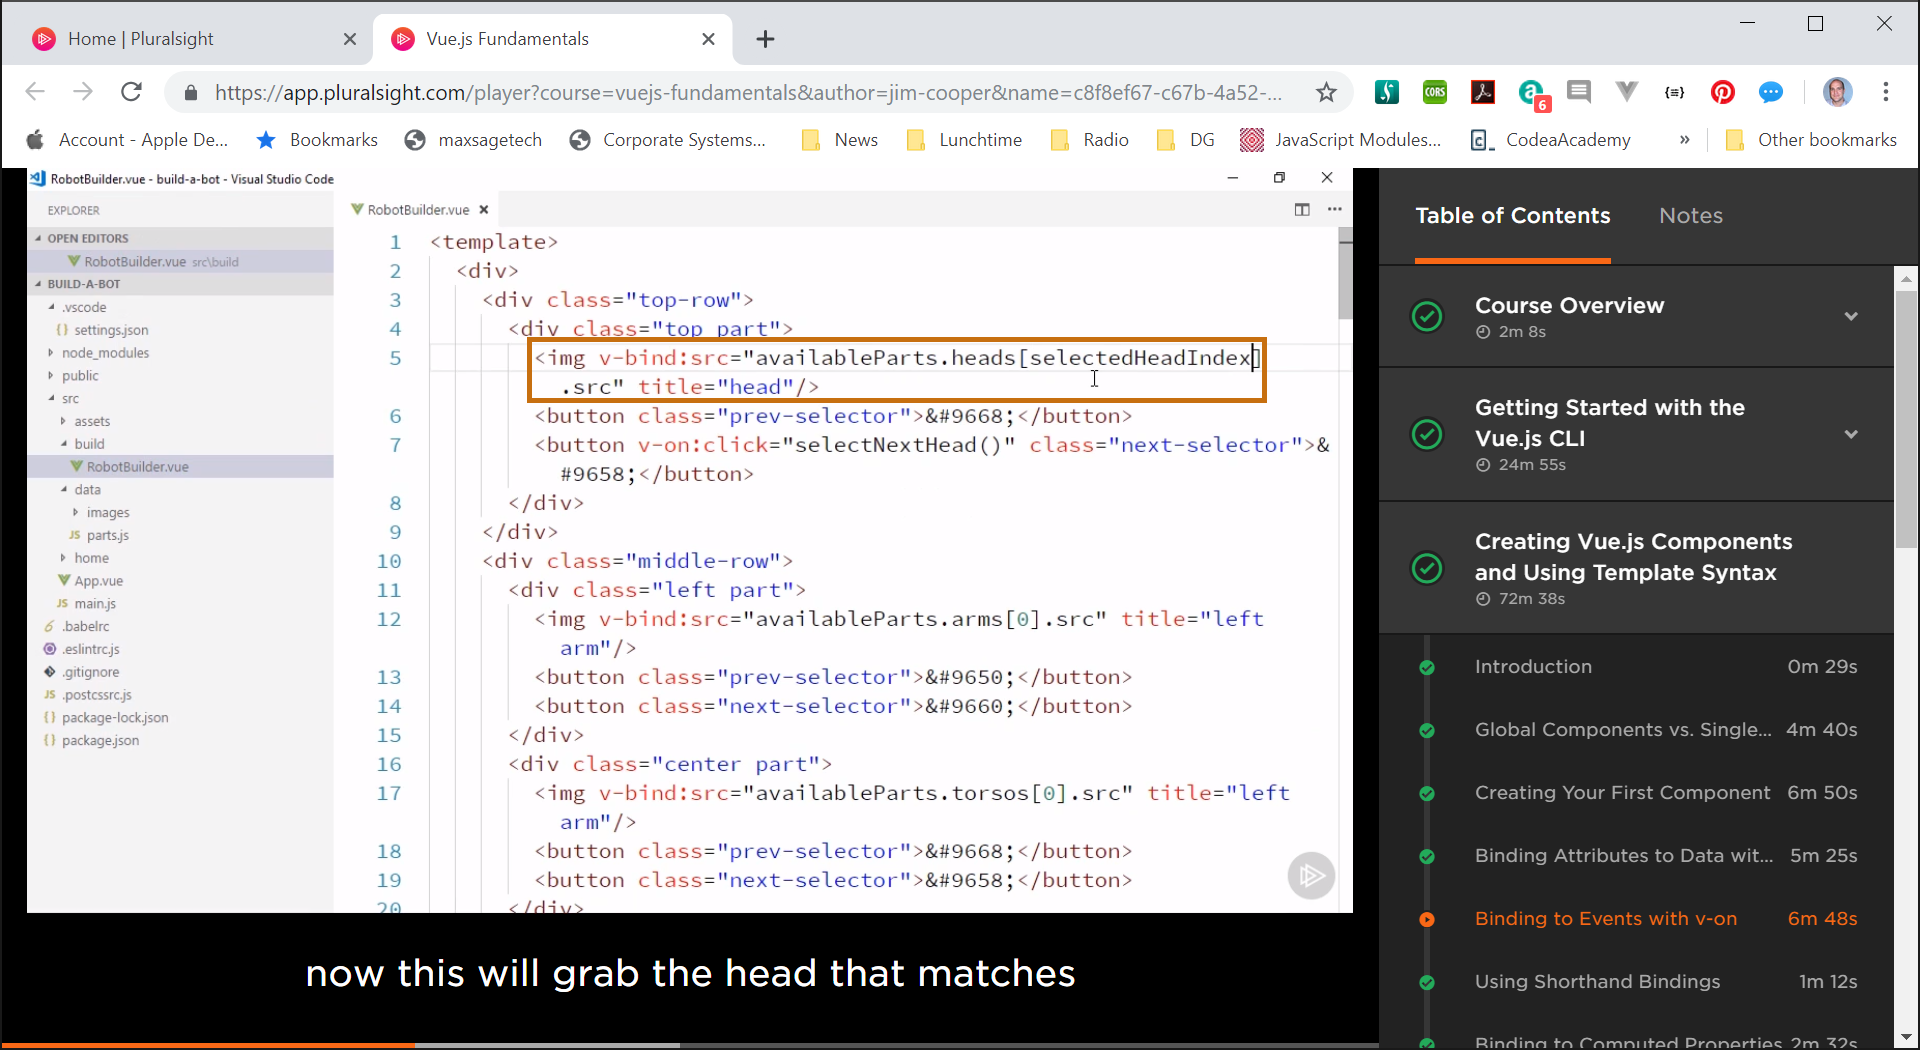 Home | Pluralsight
Vue.js Fundamentals
https://app.pluralsight.com/player?course=vuejs-fundamentals&author=jim-cooper&name=c8f8ef67-c67b-4a52-...
CORS
6
Account - Apple De...
Bookmarks
maxsagetech
Corporate Systems...
News
Lunchtime
Radio
DG
JavaScript Modules...
CodeaAcademy
»
Other bookmarks
RobotBuilder.vue - build-a-bot - Visual Studio Code
EXPLORER
OPEN EDITORS
RobotBuilder.vue src\build
BUILD-A-BOT
.vscode
{} settings.json
node_modules
public
src
assets
build
RobotBuilder.vue
data
images
JS parts.js
home
App.vue
JS main.js
.babelrc
.eslintrc.js
.gitignore
JS .postcssrc.js
{} package-lock.json
{} package.json
RobotBuilder.vue
1 <template>
2 <div>
3 <div class="top-row">
4 <div class="top part">
5 <img v-bind:src="availableParts.heads[selectedHeadIndex]
.src" title="head"/>
6 <button class="prev-selector">&#9668;</button>
7 <button v-on:click="selectNextHead()" class="next-selector">&
#9658;</button>
8 </div>
9 </div>
10 <div class="middle-row">
11 <div class="left part">
12 <img v-bind:src="availableParts.arms[0].src" title="left
arm"/>
13 <button class="prev-selector">&#9650;</button>
14 <button class="next-selector">&#9660;</button>
15 </div>
16 <div class="center part">
17 <img v-bind:src="availableParts.torsos[0].src" title="left
arm"/>
18 <button class="prev-selector">&#9668;</button>
19 <button class="next-selector">&#9658;</button>
20 </div>
now this will grab the head that matches
Table of Contents
Notes
Course Overview
2m 8s
Getting Started with the
Vue.js CLI
24m 55s
Creating Vue.js Components
and Using Template Syntax
72m 38s
Introduction 0m 29s
Global Components vs. Single... 4m 40s
Creating Your First Component 6m 50s
Binding Attributes to Data wit... 5m 25s
Binding to Events with v-on 6m 48s
Using Shorthand Bindings 1m 12s
Binding to Computed Properties 2m 32s